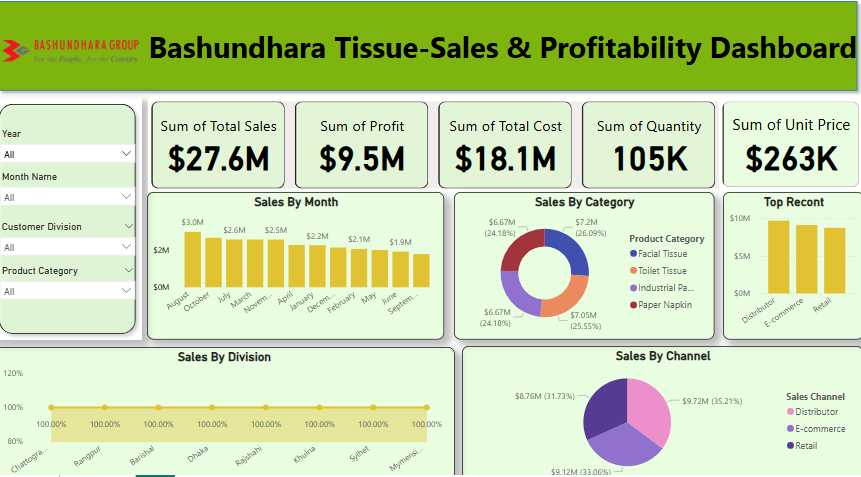 BASHUNDHARA GROUP
For the People, for the Country
Bashundhara Tissue-Sales & Profitability Dashboard
Year
All
Month Name
All
Customer Division
All
Product Category
All
Sum of Total Sales
$27.6M
Sum of Profit
$9.5M
Sum of Total Cost
$18.1M
Sum of Quantity
105K
Sum of Unit Price
$263K
Sales By Month
$3.0M
$2.6M
$2.5M
$2.2M
$2.1M
$1.9M
$2M
$0M
August
October
July
March
Novem...
April
January
Decem...
February
May
June
Septem...
Sales By Category
$6.67M
(24.18%)
$7.2M
(26.09%)
$6.67M
(24.18%)
$7.05M
(25.55%)
Product Category
Facial Tissue
Toilet Tissue
Industrial Pa...
Paper Napkin
Top Recont
$10M
$5M
$0M
Distributor
E-commerce
Retail
Sales By Division
120%
100%
80%
100.00%
100.00%
100.00%
100.00%
100.00%
100.00%
100.00%
100.00%
Chattogra...
Rangpur
Barishal
Dhaka
Rajshahi
Khulna
Sylhet
Mymensi...
Sales By Channel
$8.76M (31.73%)
$9.72M (35.21%)
$9.12M (33.06%)
Sales Channel
Distributor
E-commerce
Retail